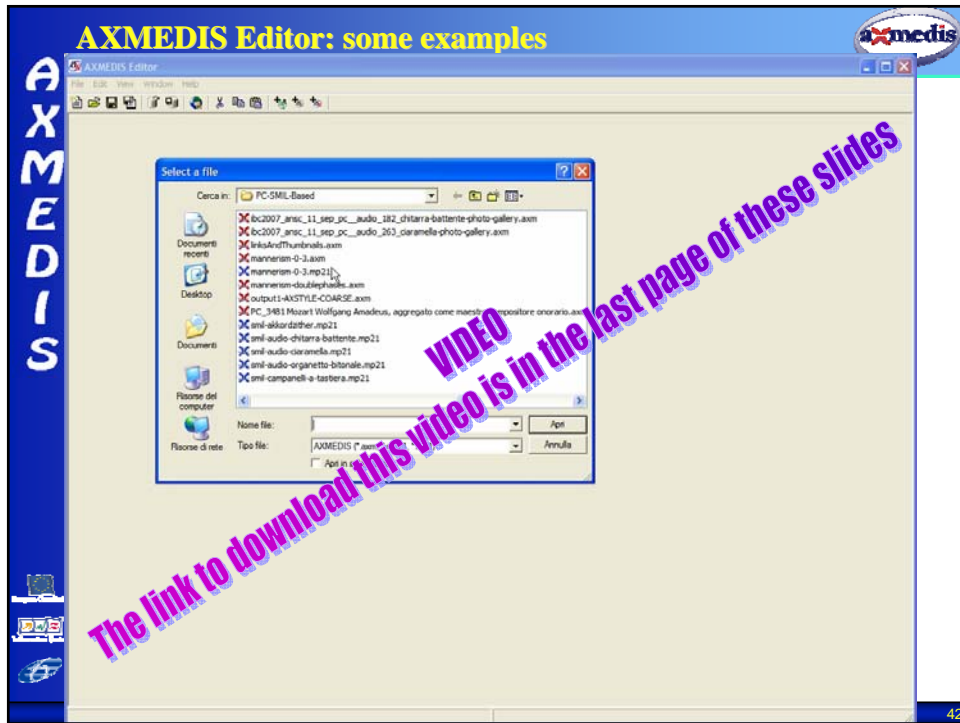 AXMEDIS Editor: some examples
axmedis
AXMEDIS
AXMEDIS Editor
File Edit View Window Help
Select a file
Cerca in: PC-SMIL-Based
Documenti recenti
Desktop
Documenti
Risorse del computer
Risorse di rete
ibc2007_ansc_11_sep_pc__audio_182_chitarra-battente-photo-gallery.axm
ibc2007_ansc_11_sep_pc__audio_263_ciaramella-photo-gallery.axm
linksAndThumbnails.axm
mannerism-0-3.axm
mannerism-0-3.mp21
mannerism-doublephases.axm
output1-AXSTYLE-COARSE.axm
PC_3481 Mozart Wolfgang Amadeus, aggregato come maestro compositore onorario.axm
smil-akkordzither.mp21
smil-audio-chitarra-battente.mp21
smil-audio-ciaramella.mp21
smil-audio-organetto-bitonale.mp21
smil-campanelli-a-tastiera.mp21
Nome file:
Apri
Tipo file: AXMEDIS (*.axm
Annulla
Apri in
VIDEO
The link to download this video is in the last page of these slides
42